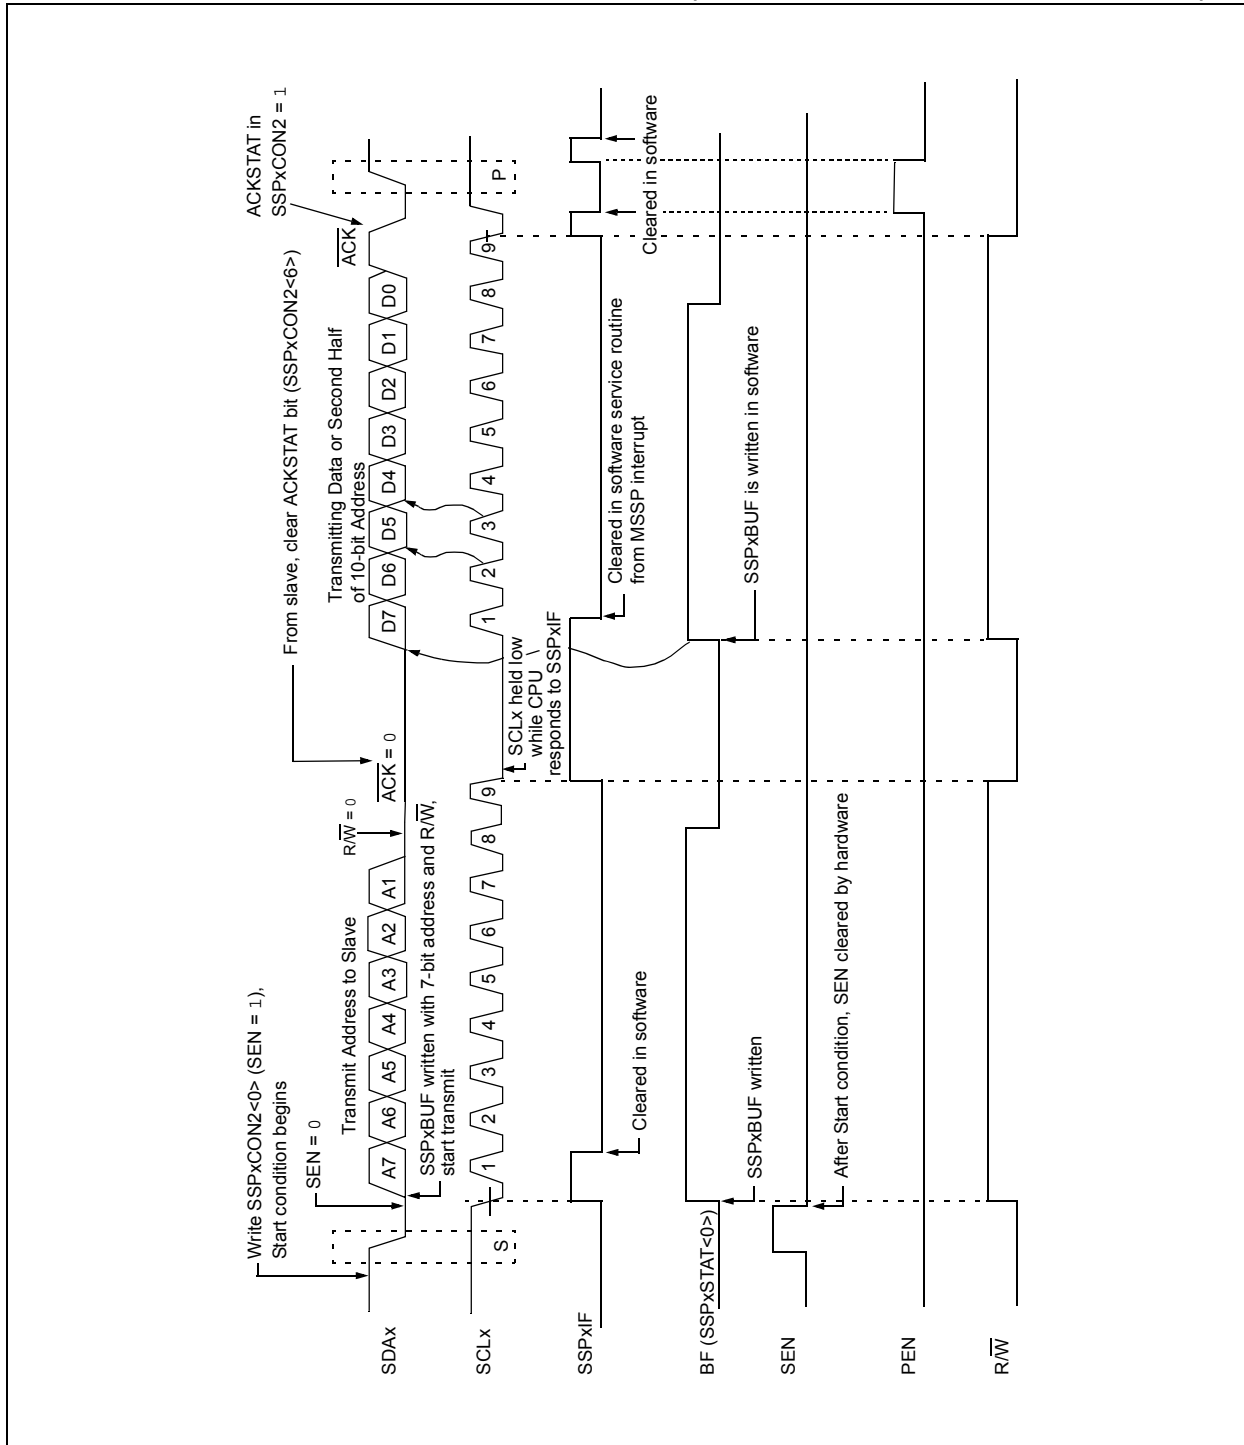 Write SSPxCON2<0> (SEN = 1),
Start condition begins
SEN = 0
Transmit Address to Slave
R/W = 0
From slave, clear ACKSTAT bit (SSPxCON2<6>)
ACK = 0
Transmitting Data or Second Half
of 10-bit Address
ACK
ACKSTAT in
SSPxCON2 = 1
SDAx
A7 A6 A5 A4 A3 A2 A1 D7 D6 D5 D4 D3 D2 D1 D0
SSPxBUF written with 7-bit address and R/W,
start transmit
SCLx
S
1 2 3 4 5 6 7 8 9 1 2 3 4 5 6 7 8 9
P
SCLx held low
while CPU
responds to SSPxIF
SSPxIF
Cleared in software
Cleared in software service routine
from MSSP interrupt
Cleared in software
Cleared in software
BF (SSPxSTAT<0>)
SSPxBUF written
SSPxBUF is written in software
SEN
After Start condition, SEN cleared by hardware
PEN
R/W